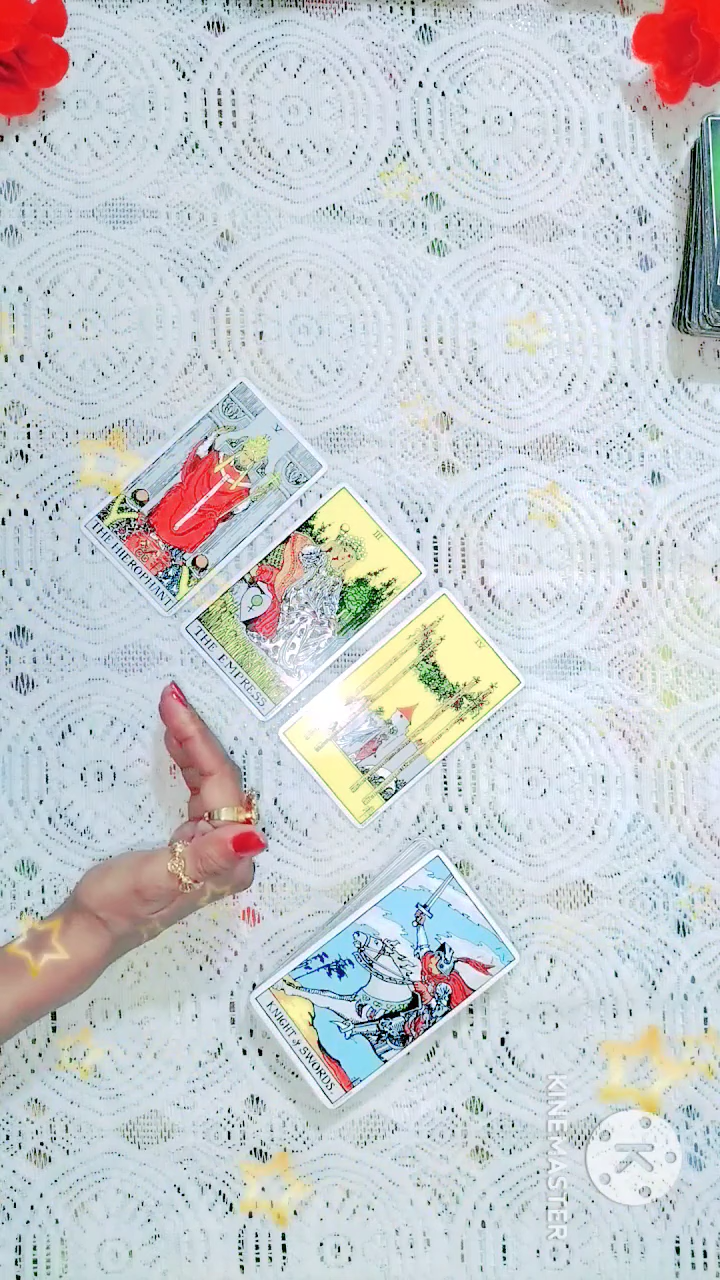 V
THE HIEROPHANT
III
THE EMPRESS.
IV
KNIGHT of SWORDS.
KINEMASTER
K